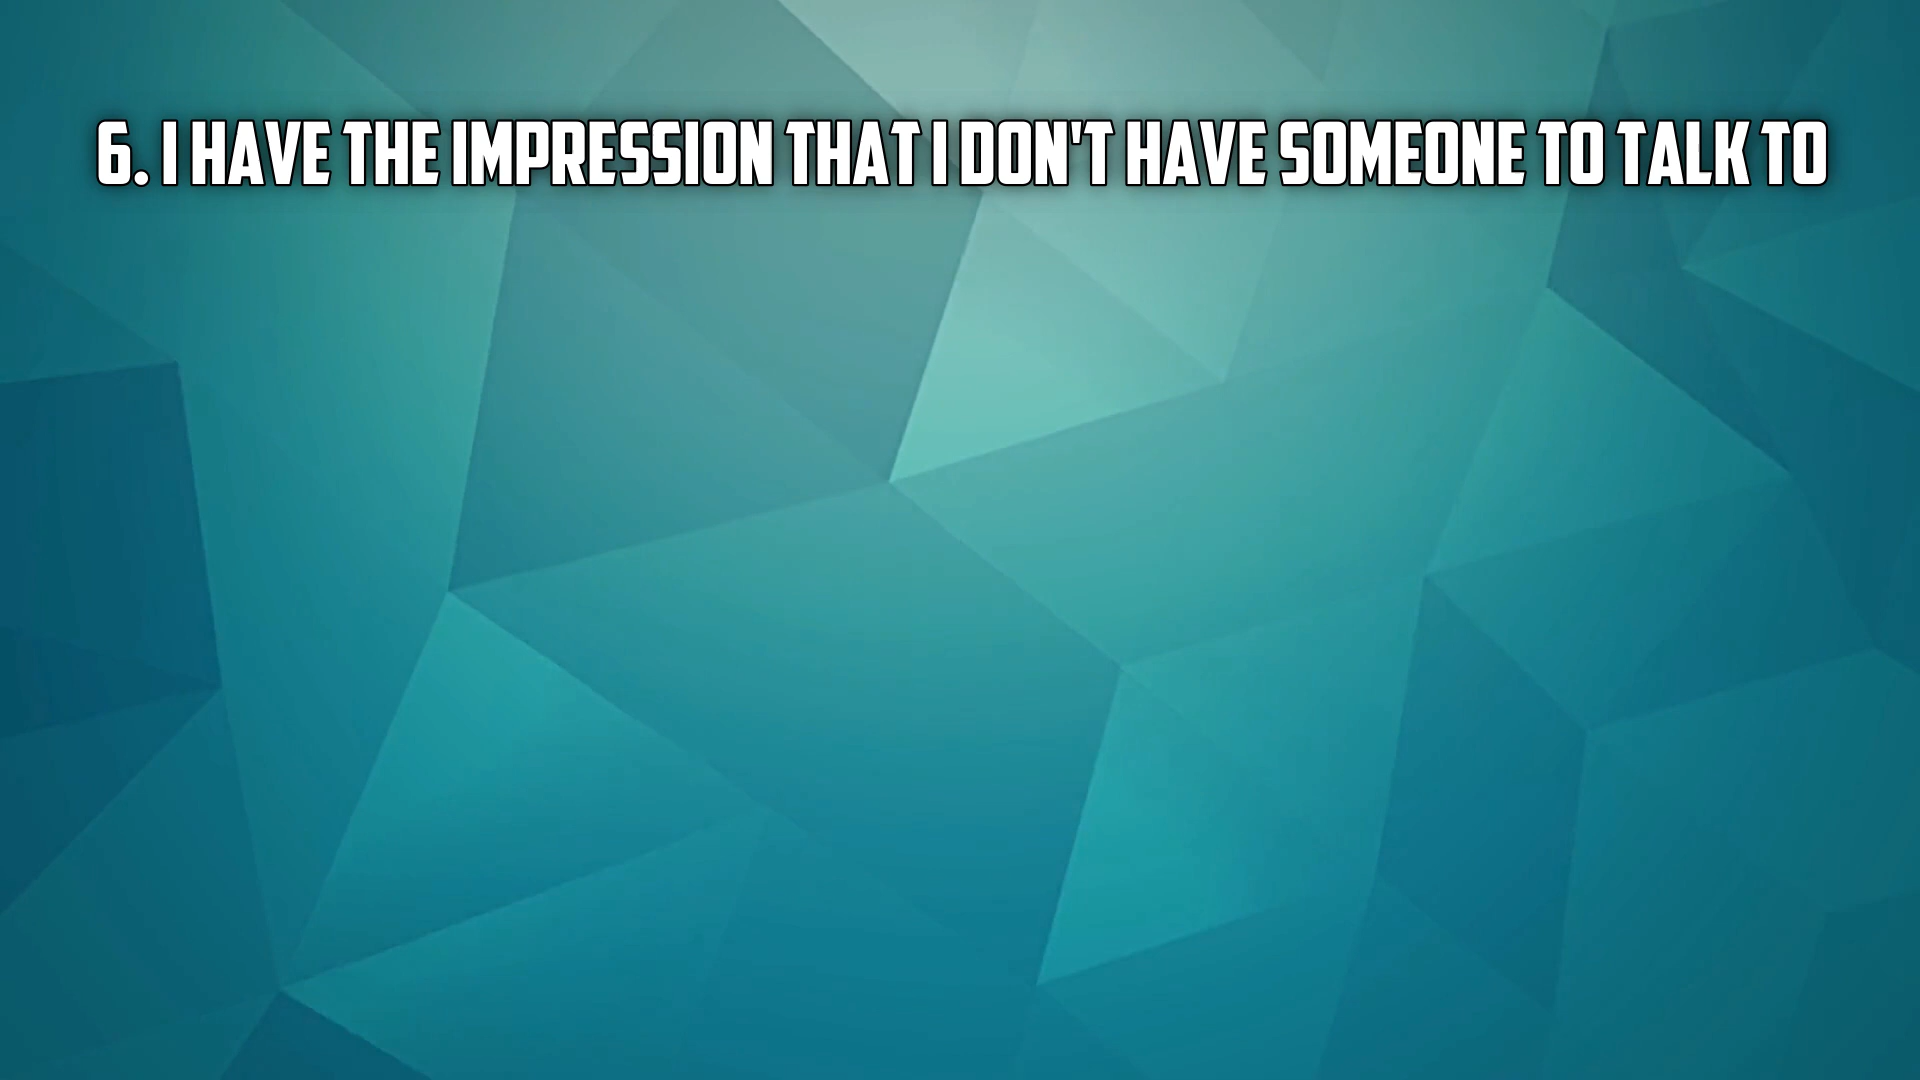 6. I HAVE THE IMPRESSION THAT I DON'T HAVE SOMEONE TO TALK TO